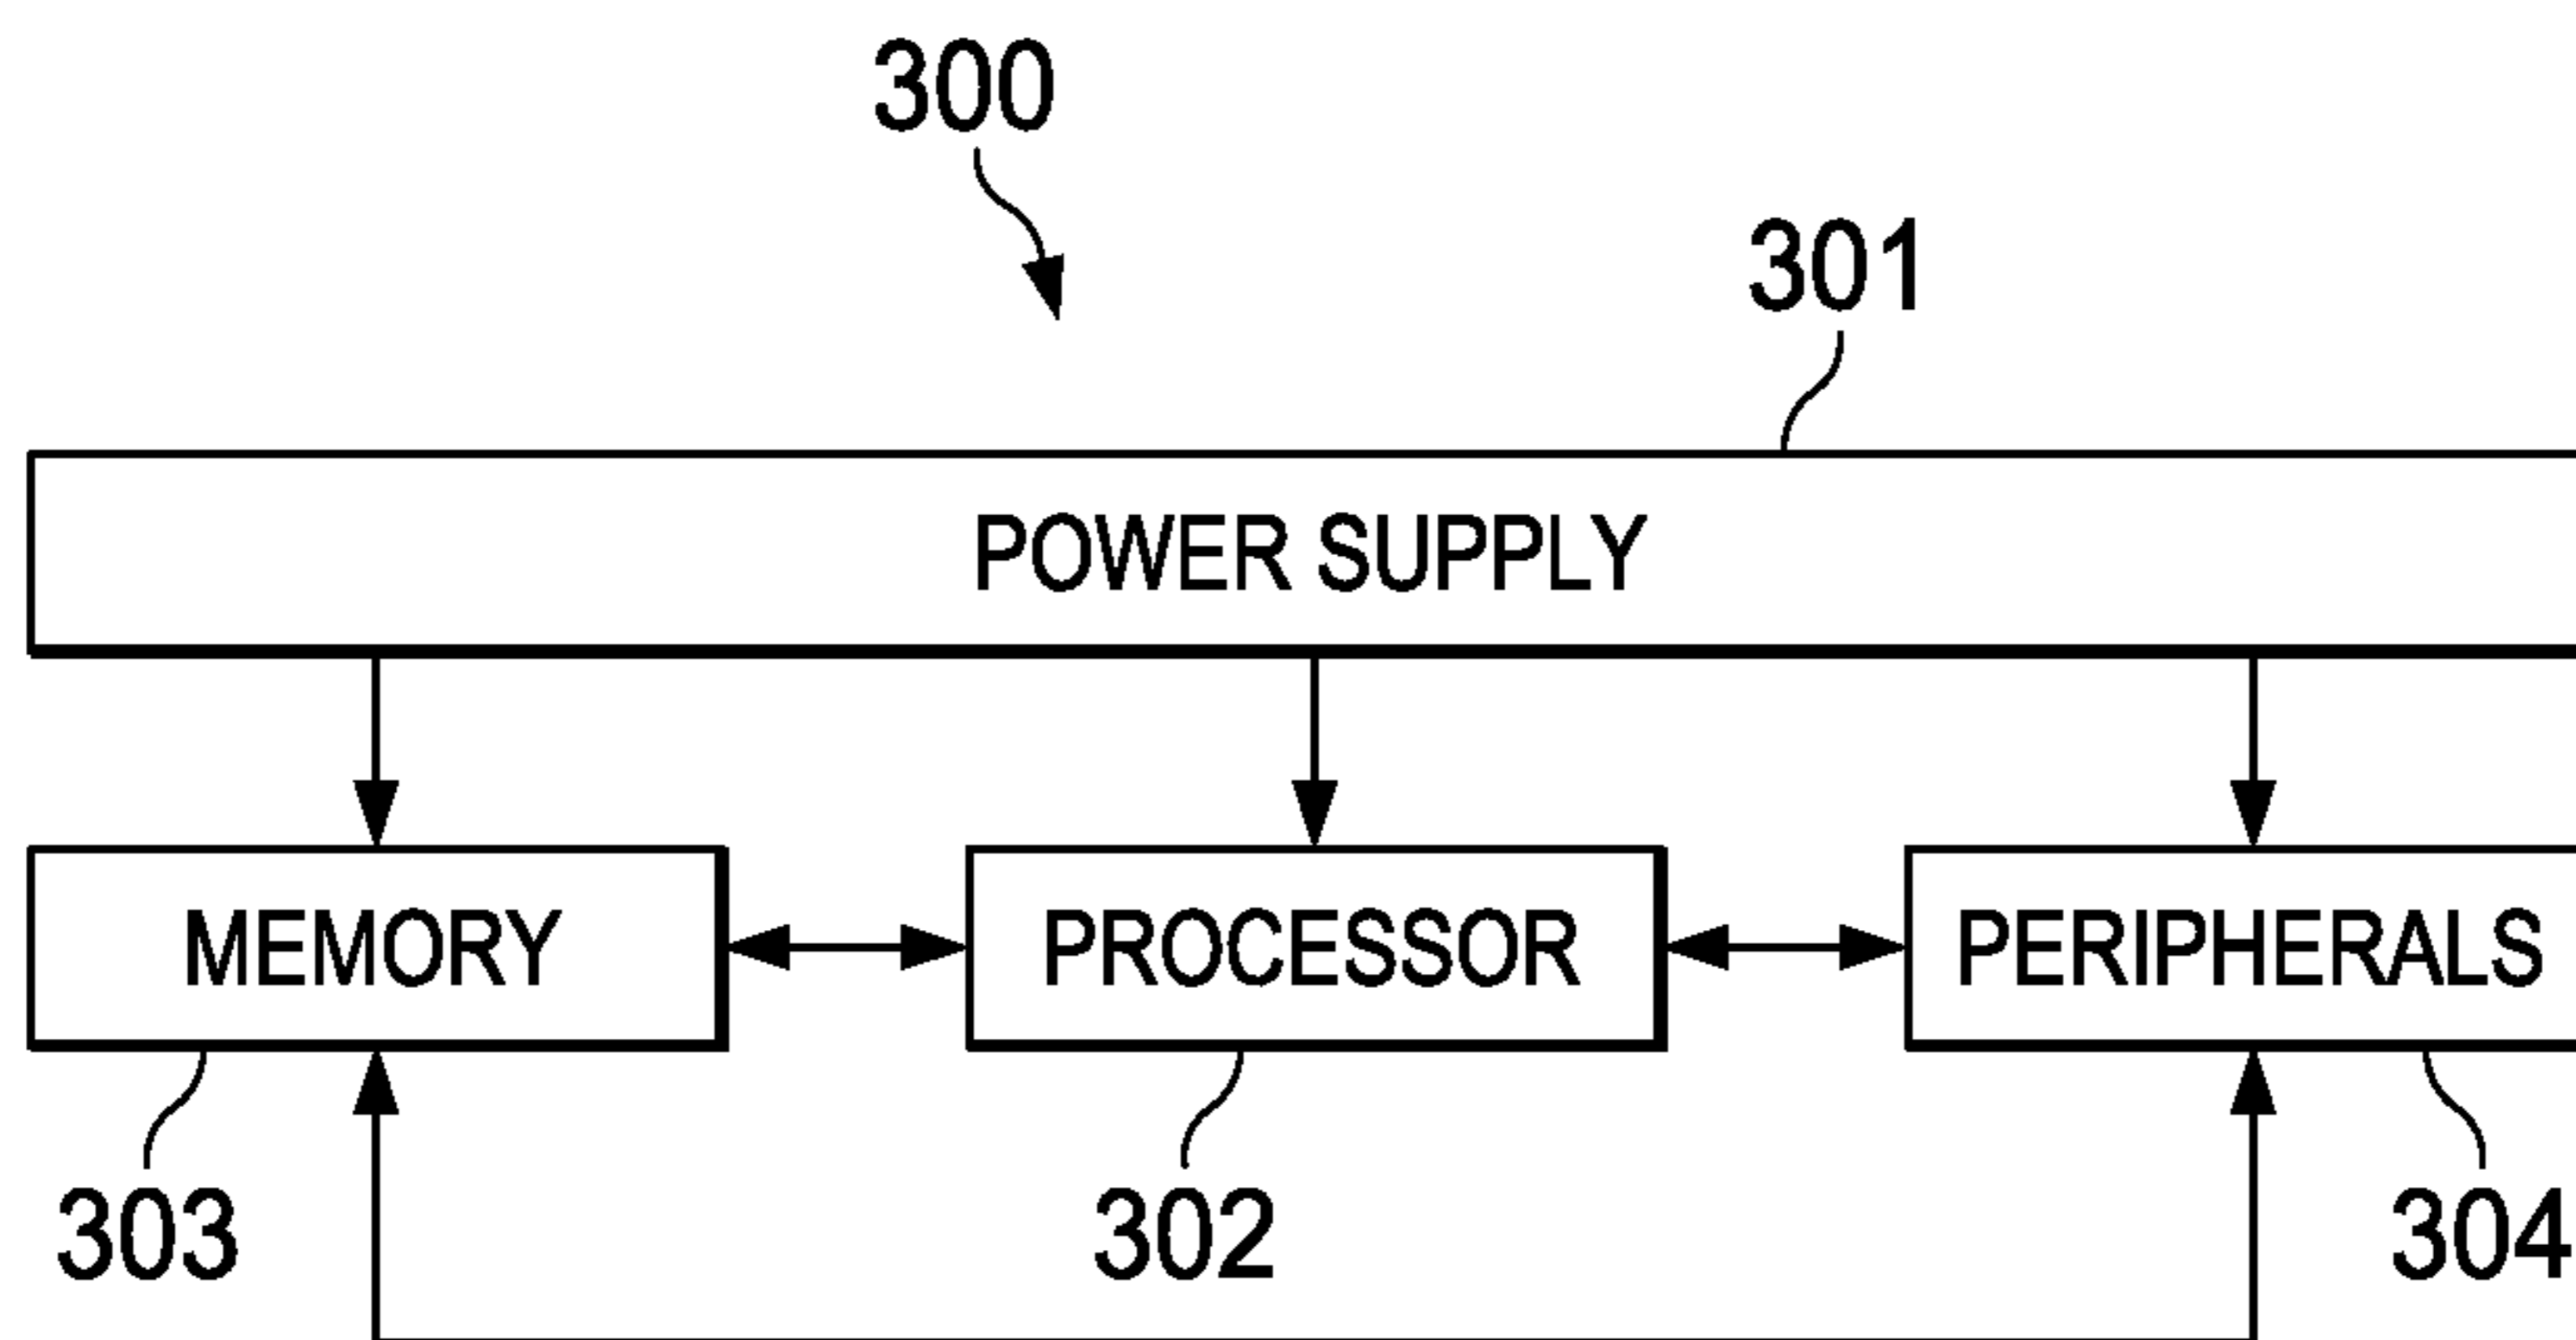 300
301
POWER SUPPLY
MEMORY
PROCESSOR
PERIPHERALS
303
302
304